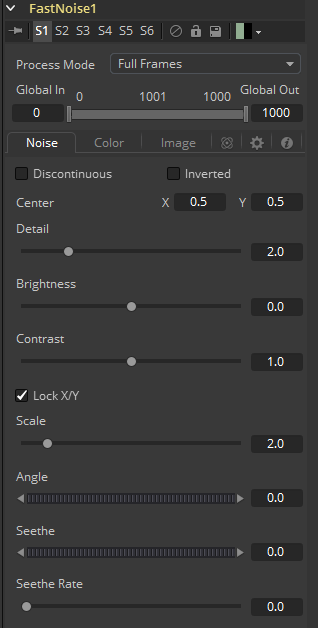 FastNoise1
S1 S2 S3 S4 S5 S6
Process Mode Full Frames
Global In Global Out
0 0 1001 1000 1000
Noise Color Image
Discontinuous Inverted
Center X 0.5 Y 0.5
Detail
2.0
Brightness
0.0
Contrast
1.0
Lock X/Y
Scale
2.0
Angle
0.0
Seethe
0.0
Seethe Rate
0.0